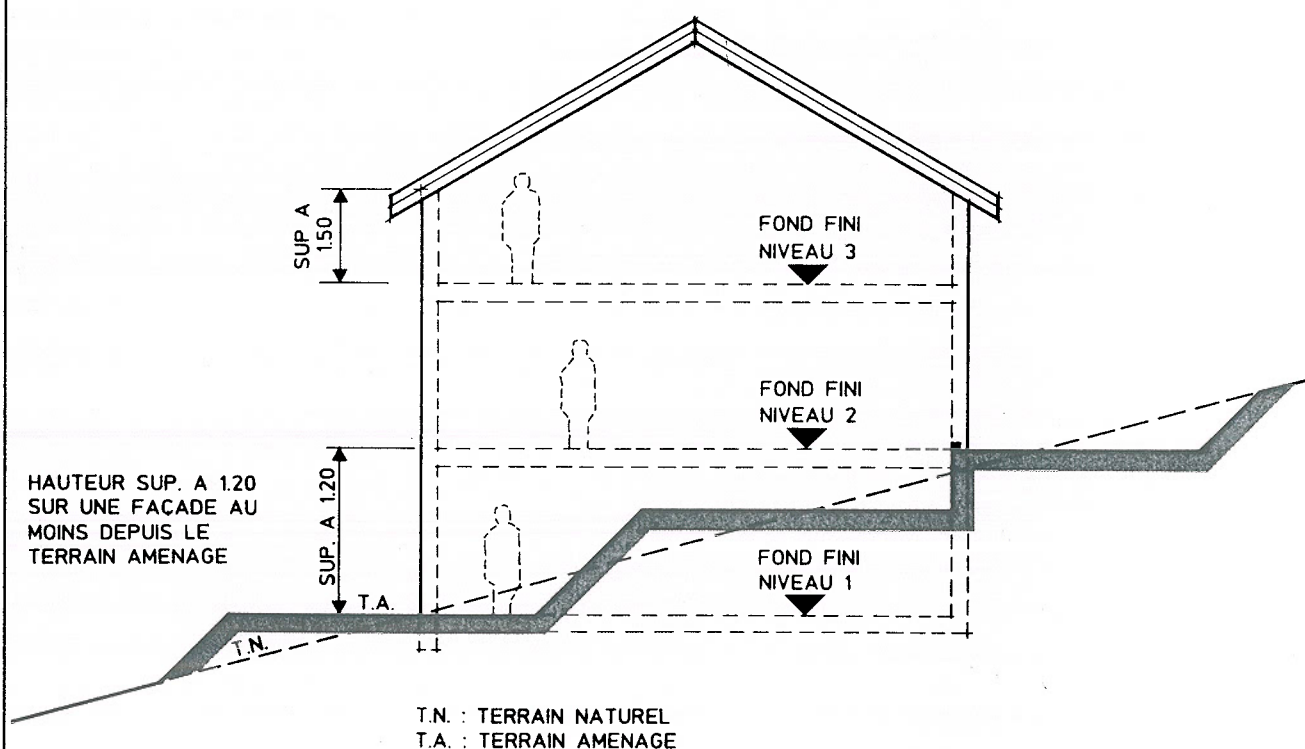 SUP. A
1.50
FOND FINI
NIVEAU 3
FOND FINI
NIVEAU 2
HAUTEUR SUP. A 1.20
SUR UNE FAÇADE AU
MOINS DEPUIS LE
TERRAIN AMENAGE
SUP. A 1.20
FOND FINI
NIVEAU 1
T.A.
T.N.
T.N. : TERRAIN NATUREL
T.A. : TERRAIN AMENAGE